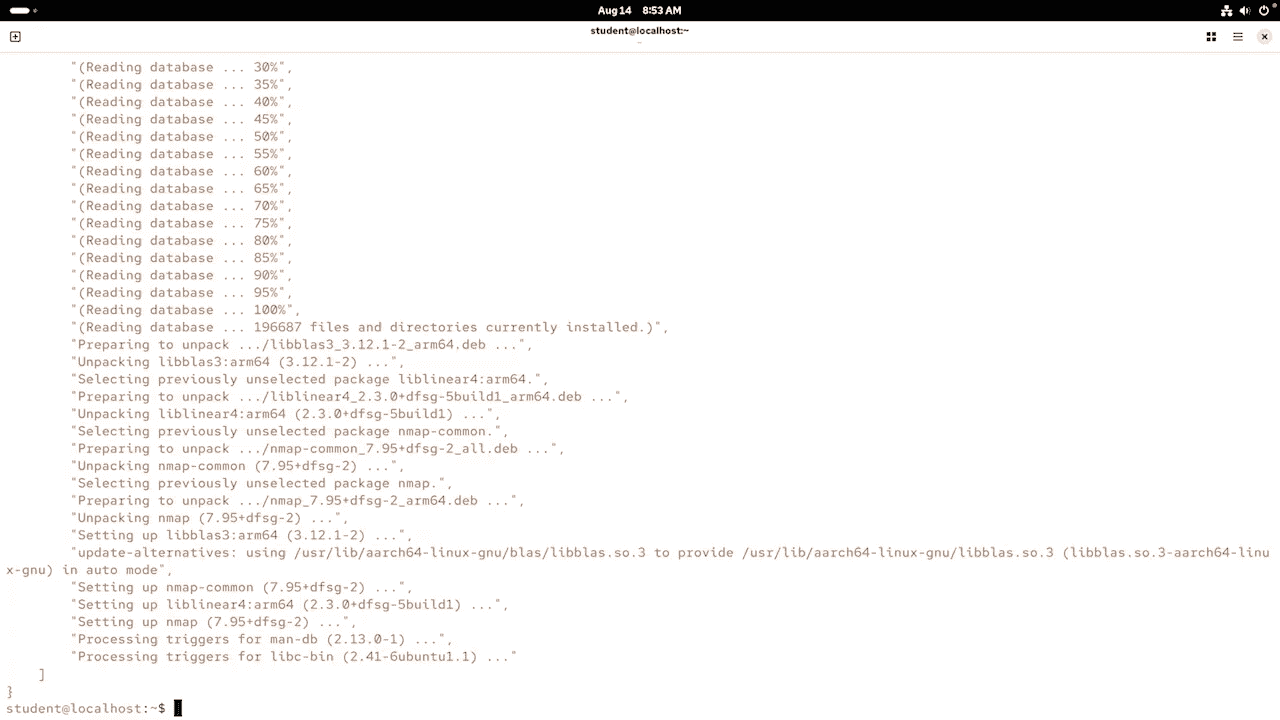 Aug 14 8:53 AM
student@localhost:~
"(Reading database ... 30%",
"(Reading database ... 35%",
"(Reading database ... 40%",
"(Reading database ... 45%",
"(Reading database ... 50%",
"(Reading database ... 55%",
"(Reading database ... 60%",
"(Reading database ... 65%",
"(Reading database ... 70%",
"(Reading database ... 75%",
"(Reading database ... 80%",
"(Reading database ... 85%",
"(Reading database ... 90%",
"(Reading database ... 95%",
"(Reading database ... 100%",
"(Reading database ... 196687 files and directories currently installed.)",
"Preparing to unpack .../libblas3_3.12.1-2_arm64.deb ...",
"Unpacking libblas3:arm64 (3.12.1-2) ...",
"Selecting previously unselected package liblinear4:arm64.",
"Preparing to unpack .../liblinear4_2.3.0+dfsg-5build1_arm64.deb ...",
"Unpacking liblinear4:arm64 (2.3.0+dfsg-5build1) ...",
"Selecting previously unselected package nmap-common.",
"Preparing to unpack .../nmap-common_7.95+dfsg-2_all.deb ...",
"Unpacking nmap-common (7.95+dfsg-2) ...",
"Selecting previously unselected package nmap.",
"Preparing to unpack .../nmap_7.95+dfsg-2_arm64.deb ...",
"Unpacking nmap (7.95+dfsg-2) ...",
"Setting up libblas3:arm64 (3.12.1-2) ...",
"update-alternatives: using /usr/lib/aarch64-linux-gnu/blas/libblas.so.3 to provide /usr/lib/aarch64-linux-gnu/libblas.so.3 (libblas.so.3-aarch64-linu
x-gnu) in auto mode",
"Setting up nmap-common (7.95+dfsg-2) ...",
"Setting up liblinear4:arm64 (2.3.0+dfsg-5build1) ...",
"Setting up nmap (7.95+dfsg-2) ...",
"Processing triggers for man-db (2.13.0-1) ...",
"Processing triggers for libc-bin (2.41-6ubuntu1.1) ..."
]
}
student@localhost:~$